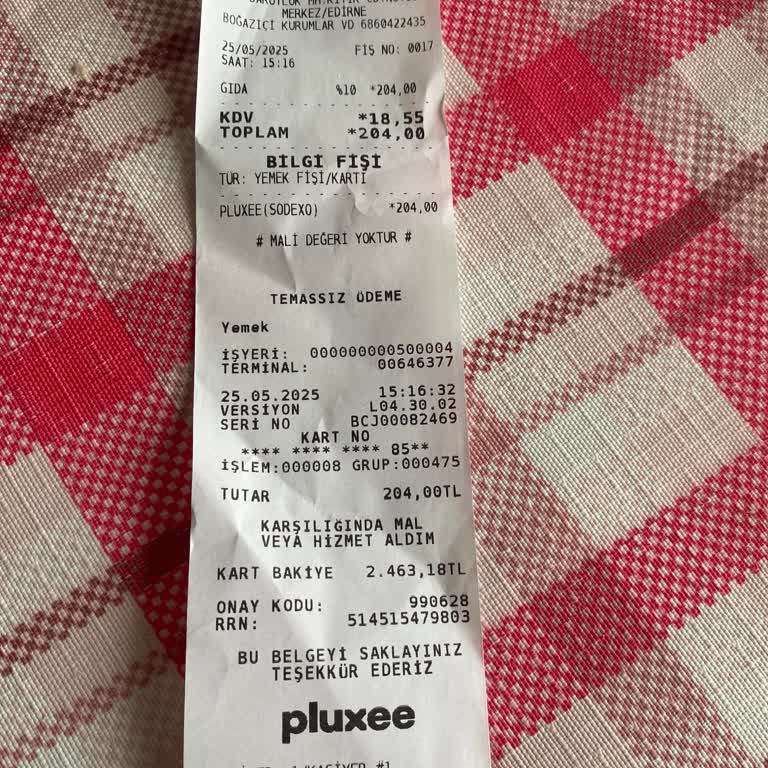 MERKEZ/EDİRNE
BOĞAZİÇİ KURUMLAR VD 6860422435
25/05/2025 FİŞ NO: 0017
SAAT: 15:16
GIDA %10 *204,00
KDV *18,55
TOPLAM *204,00
BİLGİ FİŞİ
TÜR: YEMEK FİŞİ/KARTI
PLUXEE(SODEXO) *204,00
# MALİ DEĞERİ YOKTUR #
TEMASSIZ ÖDEME
Yemek
İŞYERİ: 000000000500004
TERMİNAL: 00646377
25.05.2025 15:16:32
VERSİYON L04.30.02
SERİ NO BCJ00082469
KART NO
**** **** **** 85**
İŞLEM:000008 GRUP:000475
TUTAR 204,00TL
KARŞILIĞINDA MAL
VEYA HİZMET ALDIM
KART BAKİYE 2.463,18TL
ONAY KODU: 990628
RRN: 514515479803
BU BELGEYİ SAKLAYINIZ
TEŞEKKÜR EDERİZ
pluxee
#1